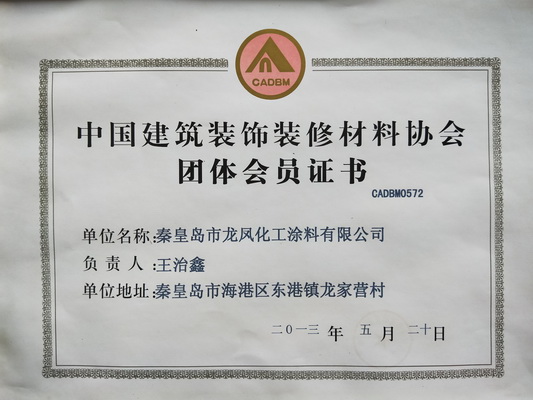 CADBM
中国建筑装饰装修材料协会
团体会员证书
CADBM0572
单位名称:秦皇岛市龙凤化工涂料有限公司
负责人:王治鑫
单位地址:秦皇岛市海港区东港镇龙家营村
二〇一三年 五月 二十日